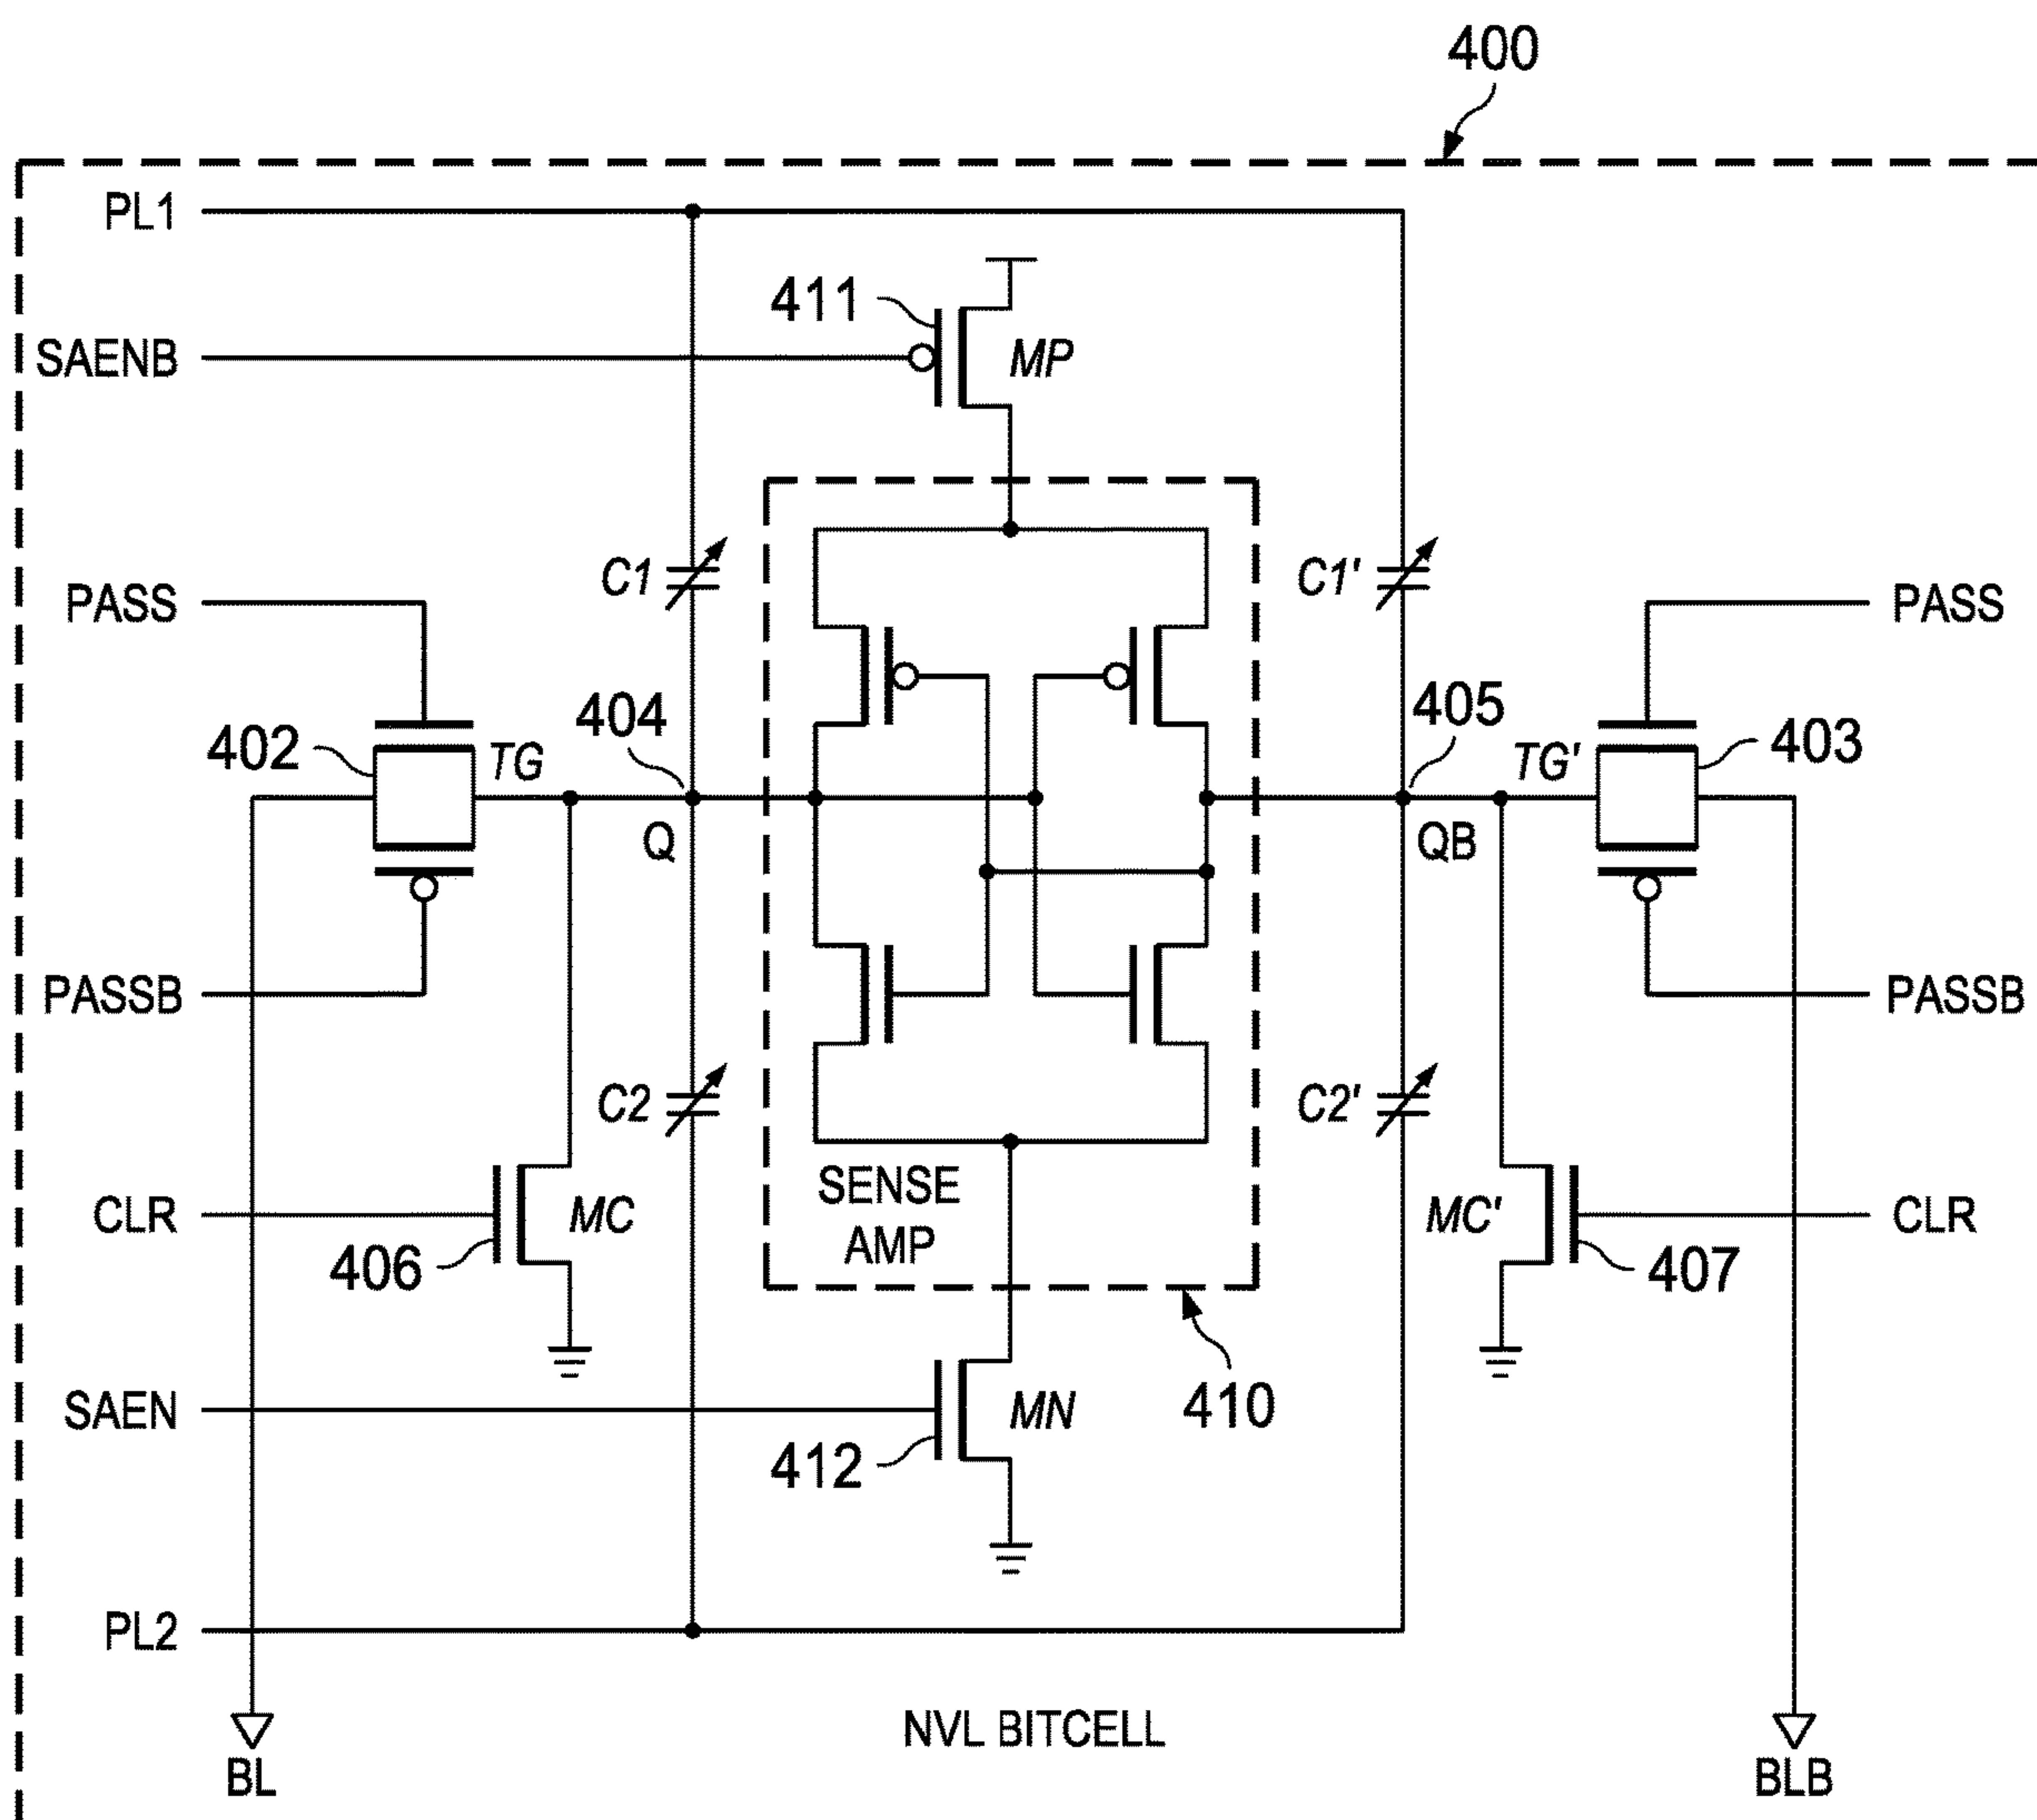 400
PL1
411
SAENB
MP
C1
C1'
PASS
PASS
404
405
402
TG
TG'
403
Q
QB
PASSB
PASSB
C2
C2'
SENSE
AMP
CLR
MC
MC'
CLR
406
407
SAEN
MN
410
412
PL2
NVL BITCELL
BL
BLB